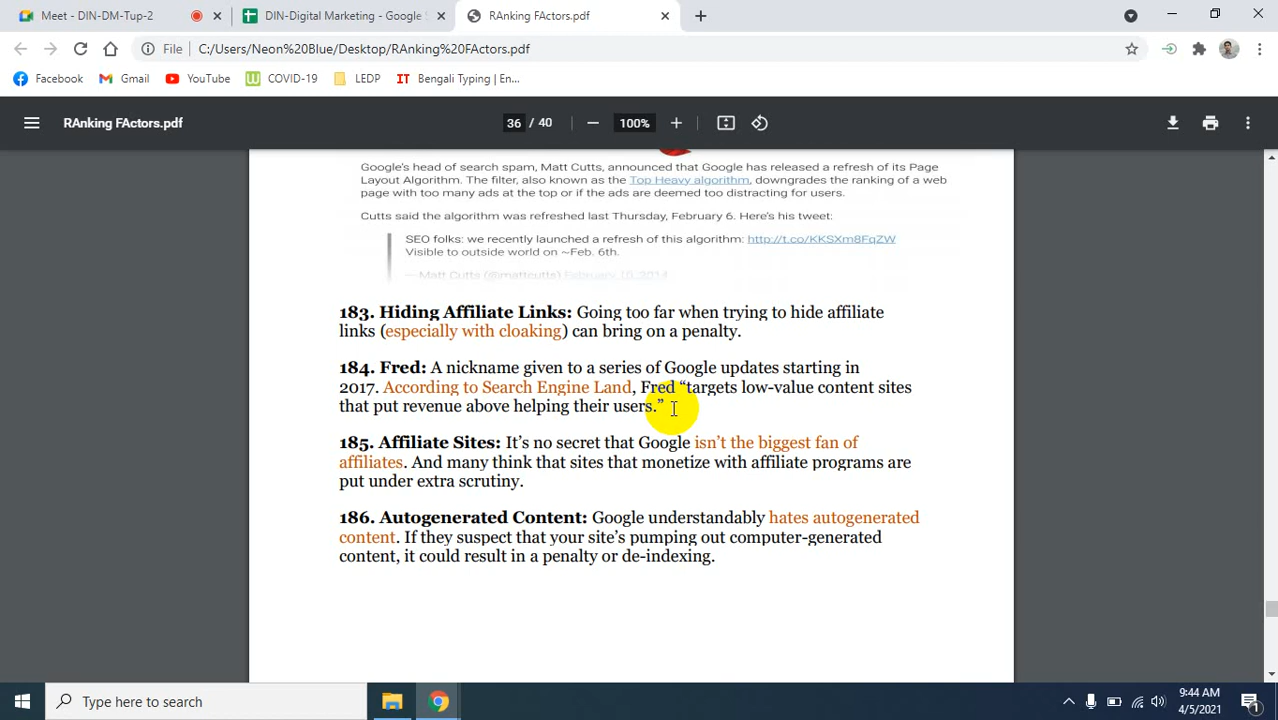 Meet - DIN-DM-Tup-2
DIN-Digital Marketing - Google S
RAnking FActors.pdf
File C:/Users/Neon%20Blue/Desktop/RAnking%20FActors.pdf
Facebook Gmail YouTube COVID-19 LEDP IT Bengali Typing | En...
RAnking FActors.pdf 36 / 40 100%
Google's head of search spam, Matt Cutts, announced that Google has released a refresh of its Page
Layout Algorithm. The filter, also known as the Top Heavy algorithm, downgrades the ranking of a web
page with too many ads at the top or if the ads are deemed too distracting for users.
Cutts said the algorithm was refreshed last Thursday, February 6. Here's his tweet:
SEO folks: we recently launched a refresh of this algorithm: http://t.co/KKSXm8FqZW
Visible to outside world on ~Feb. 6th.
— Matt Cutts (@mattcutts) February 10, 2014
183. Hiding Affiliate Links: Going too far when trying to hide affiliate
links (especially with cloaking) can bring on a penalty.
184. Fred: A nickname given to a series of Google updates starting in
2017. According to Search Engine Land, Fred “targets low-value content sites
that put revenue above helping their users.”
185. Affiliate Sites: It’s no secret that Google isn’t the biggest fan of
affiliates. And many think that sites that monetize with affiliate programs are
put under extra scrutiny.
186. Autogenerated Content: Google understandably hates autogenerated
content. If they suspect that your site’s pumping out computer-generated
content, it could result in a penalty or de-indexing.
Type here to search
9:44 AM
4/5/2021
1